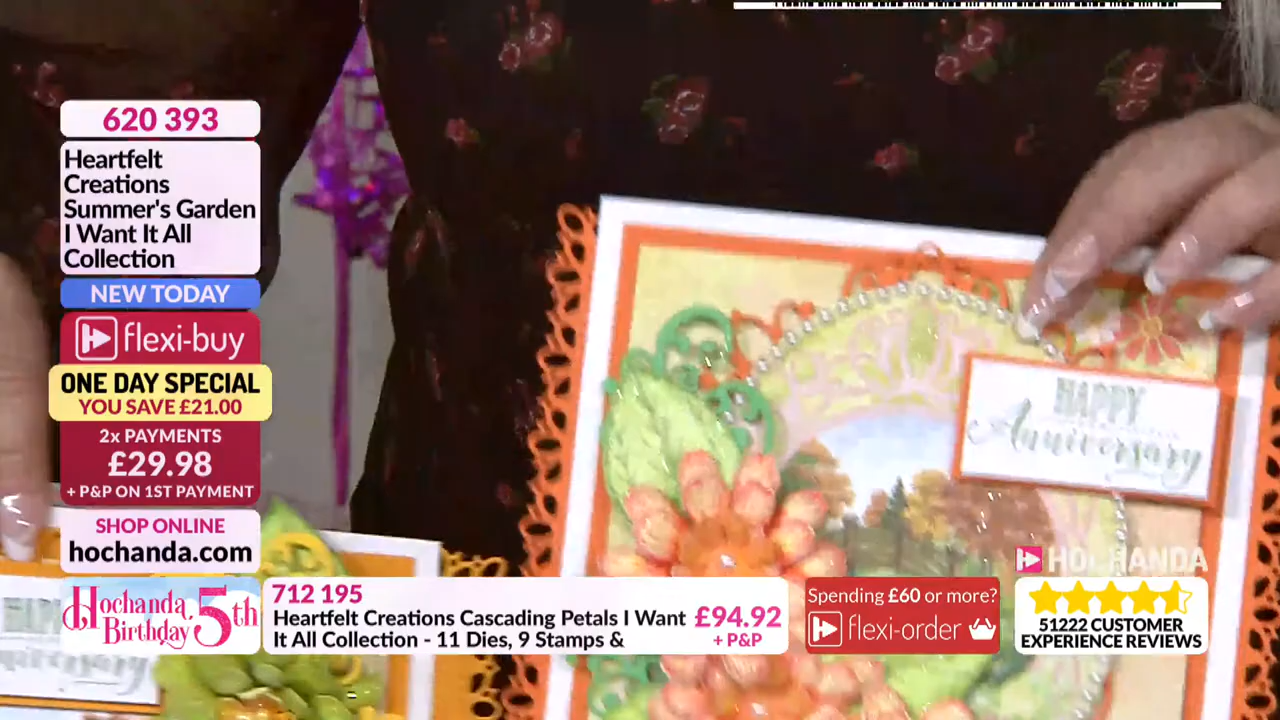 620 393
Heartfelt
Creations
Summer's Garden
I Want It All
Collection
NEW TODAY
flexi-buy
ONE DAY SPECIAL
YOU SAVE £21.00
2x PAYMENTS
£29.98
+ P&P ON 1ST PAYMENT
SHOP ONLINE
hochanda.com
HAPPY
Anniversary
HOCHANDA
Hochanda 5th
Birthday
712 195
Heartfelt Creations Cascading Petals I Want
It All Collection - 11 Dies, 9 Stamps &
£94.92
+ P&P
Spending £60 or more?
flexi-order
51222 CUSTOMER
EXPERIENCE REVIEWS